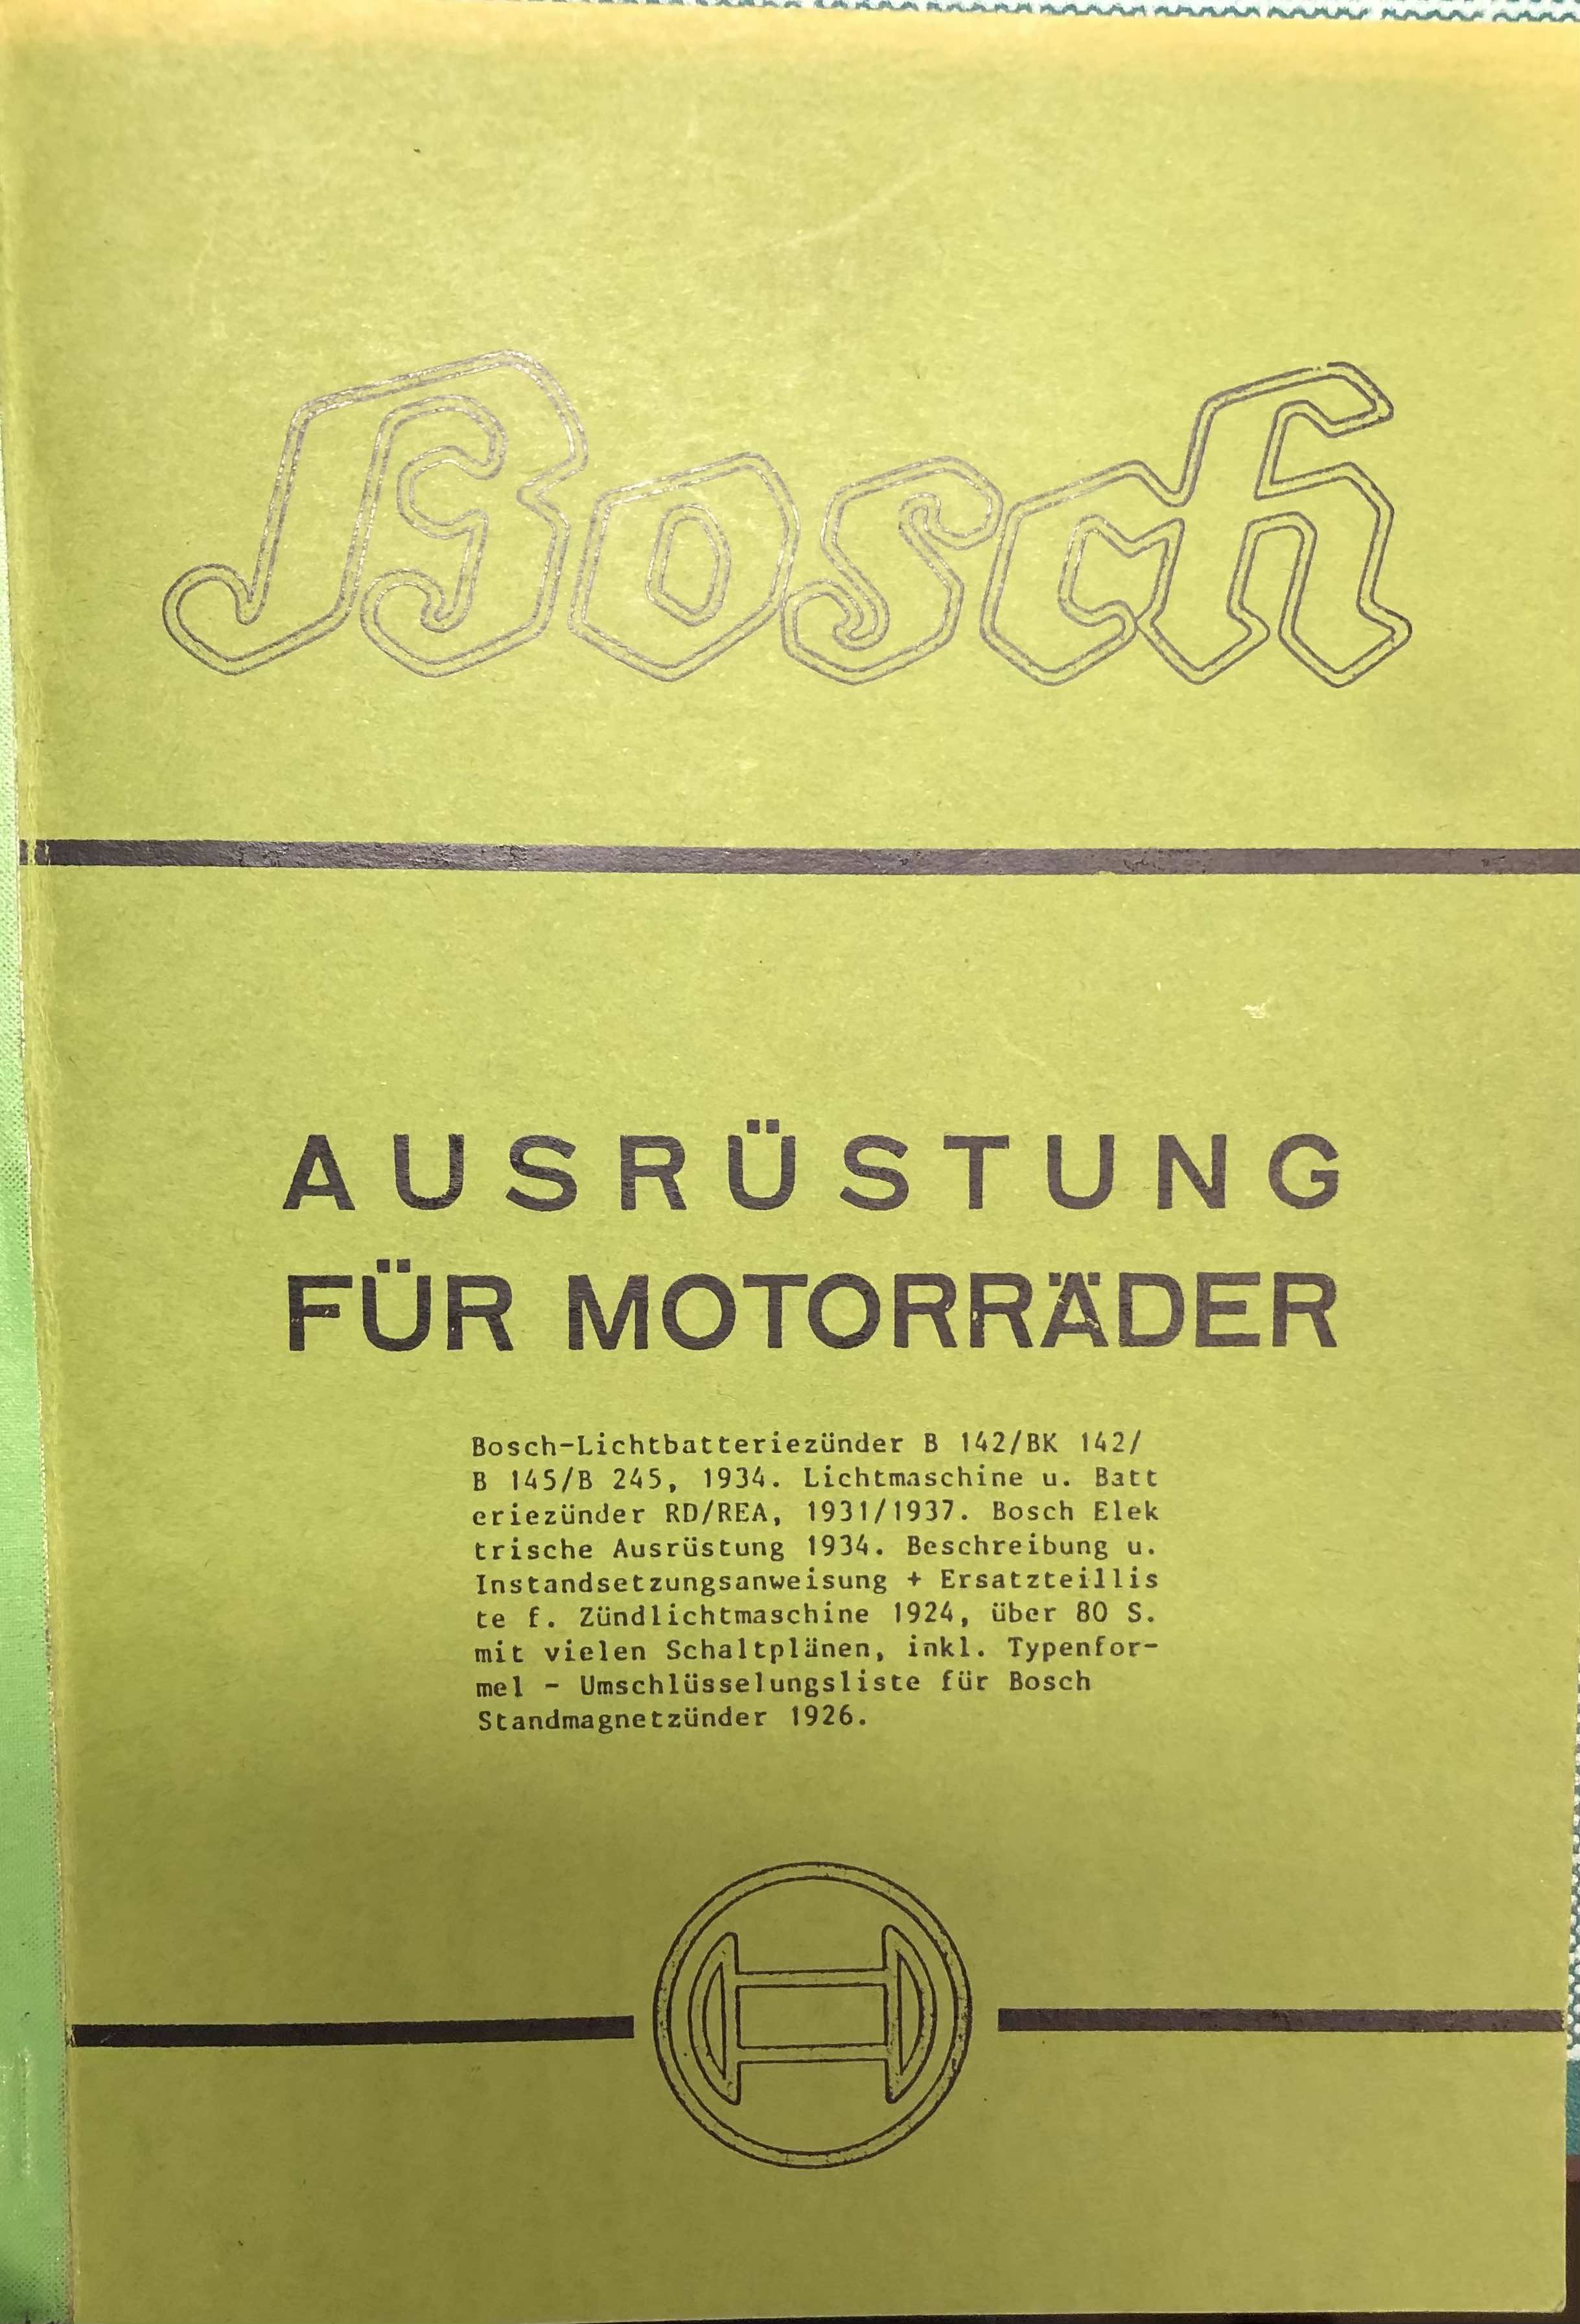 Bosch
AUSRÜSTUNG
FÜR MOTORRÄDER
Bosch-Lichtbatteriezünder B 142/BK 142/
B 145/B 245, 1934. Lichtmaschine u. Batt
eriezünder RD/REA, 1931/1937. Bosch Elek
trische Ausrüstung 1934. Beschreibung u.
Instandsetzungsanweisung + Ersatzteillis
te f. Zündlichtmaschine 1924, über 80 S.
mit vielen Schaltplänen, inkl. Typenfor-
mel - Umschlüsselungsliste für Bosch
Standmagnetzünder 1926.